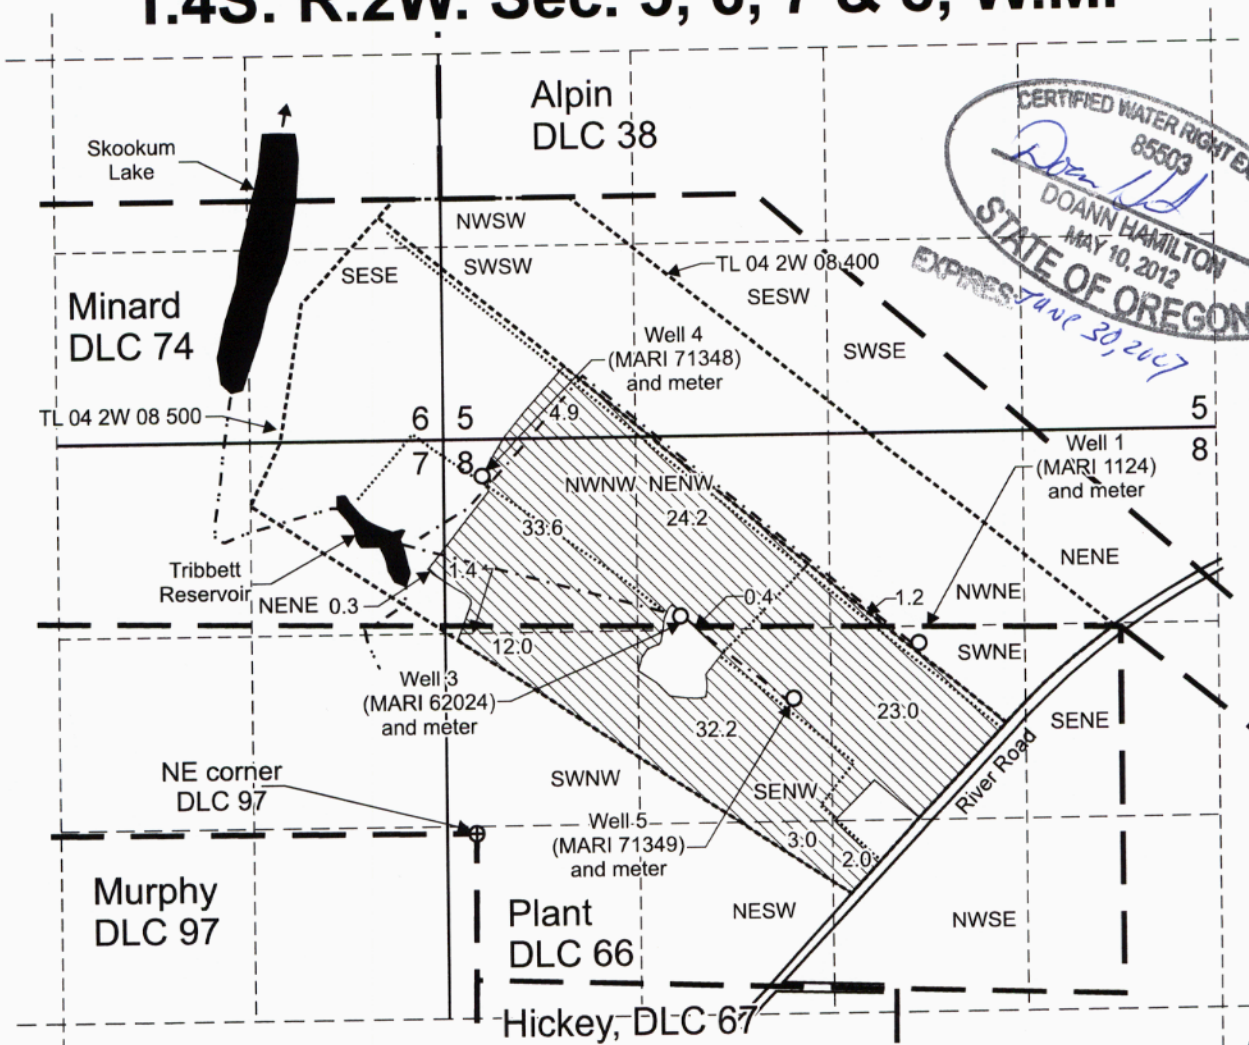 T.4S. R.2W. Sec. 5, 6, 7 & 8, W.M.
Alpin
DLC 38
CERTIFIED WATER RIGHT
85503
DOANN HAMILTON
MAY 10, 2012
STATE OF OREGON
EXPIRES: JUNE 30, 2007
Skookum
Lake
NWSW
SESE
SWSW
TL 04 2W 08 400
SESW
Minard
DLC 74
Well 4
(MARI 71348)
and meter
SWSE
TL 04 2W 08 500
6 5
7 8
4.9
5
8
Well 1
(MARI 1124)
and meter
NWNW NENW
24.2
33.6
Tribbett
Reservoir
1.4
NENE 0.3
0.4
1.2
NENE
NWNE
12.0
SWNE
Well 3
(MARI 62024)
and meter
32.2
23.0
SENE
River Road
NE corner
DLC 97
SWNW
SENW
Well 5
(MARI 71349)
and meter
3.0
2.0
Murphy
DLC 97
Plant
DLC 66
NESW
NWSE
Hickey, DLC 67